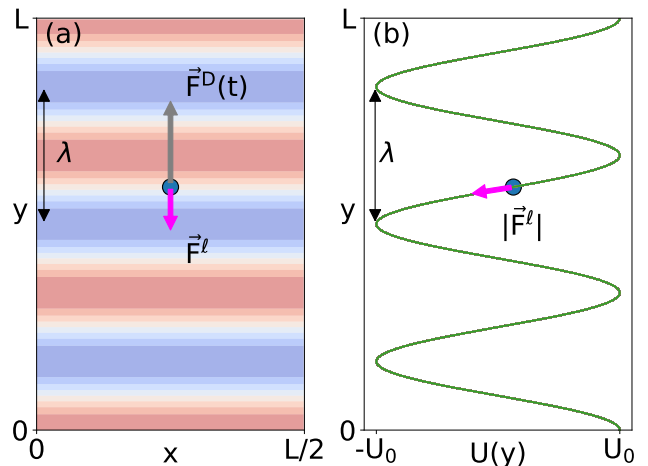 L
(a)
F⃗ᴰ(t)
λ
y
F⃗ˡ
0
0
x
L/2
(b)
λ
y
|F⃗ˡ|
0
-U₀
U(y)
U₀